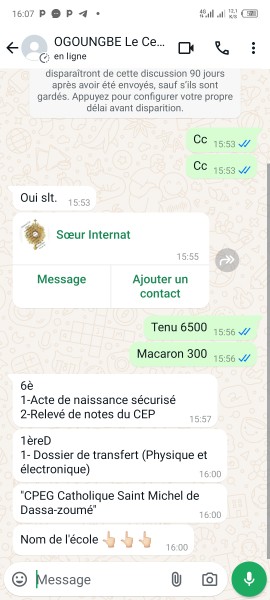 16:07
OGOUNGBE Le Ce...
en ligne
disparaîtront de cette discussion 90 jours
après avoir été envoyés, sauf s'ils sont
gardés. Appuyez pour configurer votre propre
délai avant disparition.
Cc 15:53
Cc 15:53
Oui slt. 15:53
Sœur Internat
15:55
Message
Ajouter un
contact
Tenu 6500 15:56
Macaron 300 15:56
6è
1-Acte de naissance sécurisé
2-Relevé de notes du CEP
15:57
1èreD
1- Dossier de transfert (Physique et
électronique)
16:00
"CPEG Catholique Saint Michel de
Dassa-zoumé"
16:00
Nom de l'école 👆🏻👆🏻👆🏻
16:00
Message